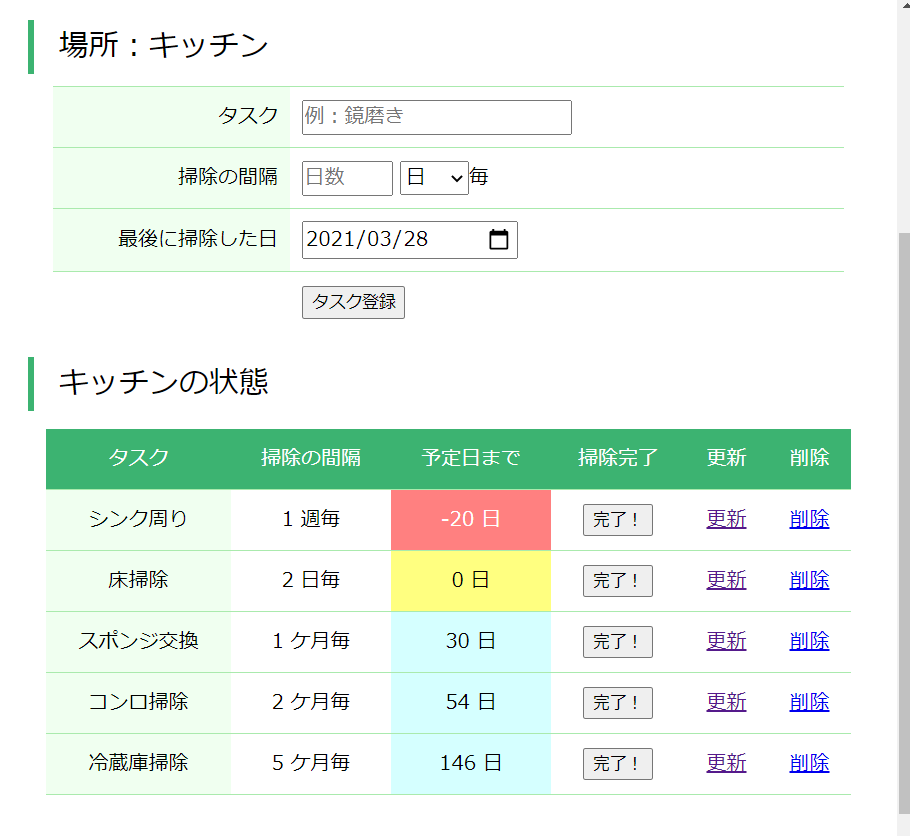 場所：キッチン
タスク 例：鏡磨き
掃除の間隔 日数 日 毎
最後に掃除した日 2021/03/28
タスク登録
キッチンの状態
タスク 掃除の間隔 予定日まで 掃除完了 更新 削除
シンク周り 1 週毎 -20 日 完了！ 更新 削除
床掃除 2 日毎 0 日 完了！ 更新 削除
スポンジ交換 1 ケ月毎 30 日 完了！ 更新 削除
コンロ掃除 2 ケ月毎 54 日 完了！ 更新 削除
冷蔵庫掃除 5 ケ月毎 146 日 完了！ 更新 削除